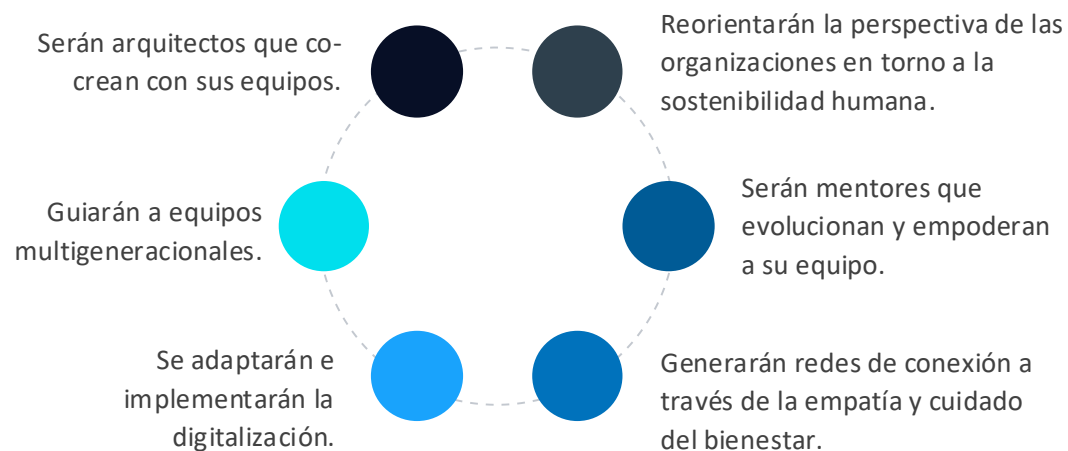 Serán arquitectos que co-
crean con sus equipos.
Reorientarán la perspectiva de las
organizaciones en torno a la
sostenibilidad humana.
Guiarán a equipos
multigeneracionales.
Serán mentores que
evolucionan y empoderan
a su equipo.
Se adaptarán e
implementarán la
digitalización.
Generarán redes de conexión a
través de la empatía y cuidado
del bienestar.